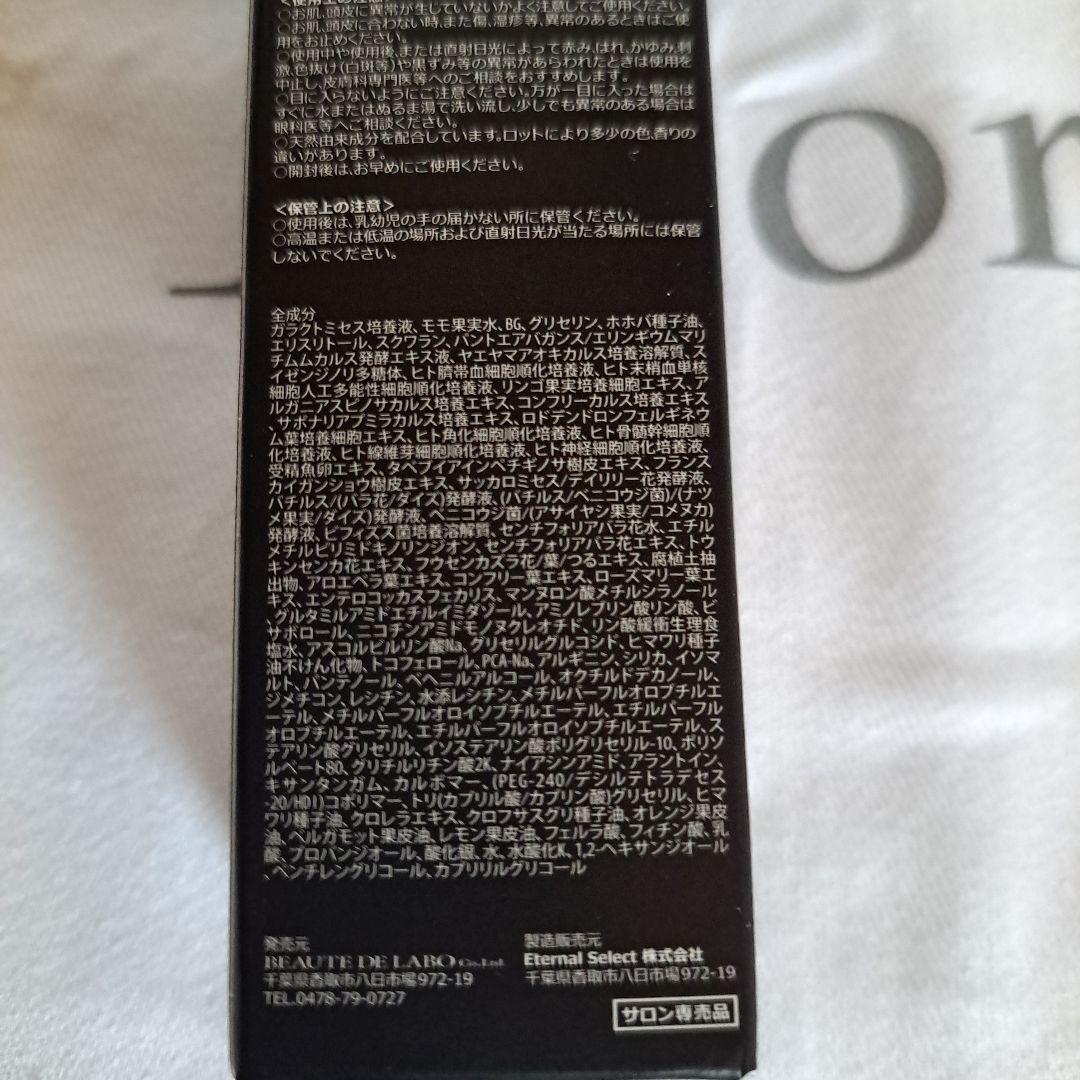 <使用上の注意>
○お肌、頭皮に異常が生じていないかよく注意してご使用ください。
○お肌、頭皮に合わない時、また傷、湿疹等、異常のあるときはご使
用をお止めください。
○使用中や使用後、または直射日光によって赤み、はれ、かゆみ、刺
激、色抜け(白斑等)や黒ずみ等の異常があらわれたときは使用を
中止し、皮膚科専門医等へのご相談をおすすめします。
○目に入らないようにご注意ください。万が一目に入った場合は
すぐに水またはぬるま湯で洗い流し、少しでも異常のある場合は
眼科医等へご相談ください。
○天然由来成分を配合しています。ロットにより多少の色、香りの
違いがあります。
○開封後は、お早めにご使用ください。
<保管上の注意>
○使用後は、乳幼児の手の届かない所に保管ください。
○高温または低温の場所および直射日光が当たる場所には保管
しないでください。
全成分
ガラクトミセス培養液、モモ果実水、BG、グリセリン、ホホバ種子油、
エリスリトール、スクワラン、パントエアバガンス/エリンギウムマリ
チムムカルス発酵エキス液、ヤエヤマアオキカルス培養溶解質、ス
イゼンジノリ多糖体、ヒト臍帯血細胞順化培養液、ヒト末梢血単核
細胞人工多能性細胞順化培養液、リンゴ果実培養細胞エキス、ア
ルガニアスピノサカルス培養エキス、コンフリーカルス培養エキス
、サポナリアプミラカルス培養エキス、ロドデンドロンフェルギネウ
ム葉培養細胞エキス、ヒト角化細胞順化培養液、ヒト骨髄幹細胞順
化培養液、ヒト線維芽細胞順化培養液、ヒト神経細胞順化培養液、
受精魚卵エキス、タベブイアインペチギノサ樹皮エキス、フランス
カイガンショウ樹皮エキス、サッカロミセス/デイリリー花発酵液、
バチルス/(バラ花/ダイズ)発酵液、(バチルス/ベニコウジ菌)/(ナツ
メ果実/ダイズ)発酵液、ベニコウジ菌/(アサイヤシ果実/コメヌカ)
発酵液、ビフィズス菌培養溶解質、センチフォリアバラ花水、エチル
メチルピリミドキノリンジオン、センチフォリアバラ花エキス、トウ
キンセンカ花エキス、フウセンカズラ花/葉/つるエキス、腐植土抽
出物、アロエベラ葉エキス、コンフリー葉エキス、ローズマリー葉エ
キス、エンテロコッカスフェカリス、マンヌロン酸メチルシラノール
、グルタミルアミドエチルイミダゾール、アミノレブリン酸リン酸、ビ
サボロール、ニコチンアミドモノヌクレオチド、リン酸緩衝生理食
塩水、アスコルビルリン酸Na、グリセリルグルコシド、ヒマワリ種子
油不けん化物、トコフェロール、PCA-Na、アルギニン、シリカ、イソマ
ルト、パンテノール、ベヘニルアルコール、オクチルドデカノール、
ジメチコン、レシチン、水添レシチン、メチルパーフルオロブチルエ
ーテル、メチルパーフルオロイソブチルエーテル、エチルパーフル
オロブチルエーテル、エチルパーフルオロイソブチルエーテル、ス
テアリン酸グリセリル、イソステアリン酸ポリグリセリル-10、ポリソ
ルベート80、グリチルリチン酸2K、ナイアシンアミド、アラントイン、
キサンタンガム、カルボマー、(PEG-240/デシルテトラデセス
-20/HDI)コポリマー、トリ(カプリル酸/カプリン酸)グリセリル、ヒマ
ワリ種子油、クロレラエキス、クロフサスグリ種子油、オレンジ果皮
油、ベルガモット果皮油、レモン果皮油、フェルラ酸、フィチン酸、乳
酸、プロパンジオール、酸化銀、水、水酸化K、1,2-ヘキサンジオール
、ペンチレングリコール、カプリリルグリコール
発売元
BEAUTE DE LABO Co.,Ltd.
千葉県香取市八日市場972-19
TEL.0478-79-0727
製造販売元
Eternal Select 株式会社
千葉県香取市八日市場972-19
サロン専売品
on